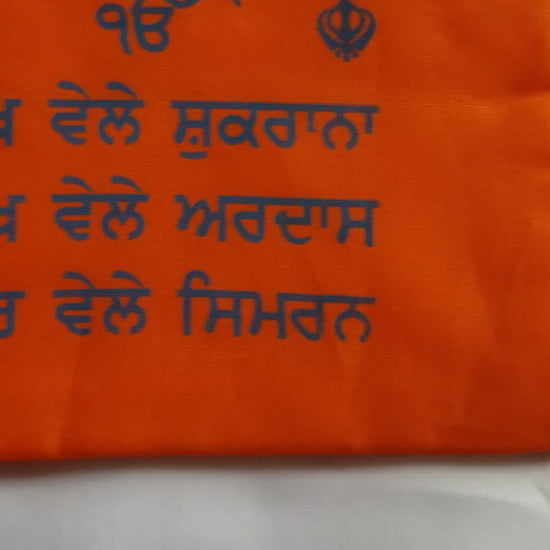 ੴ
ਵੇਲੇ ਸ਼ੁਕਰਾਨਾ
ਵੇਲੇ ਅਰਦਾਸ
ਵੇਲੇ ਸਿਮਰਨ